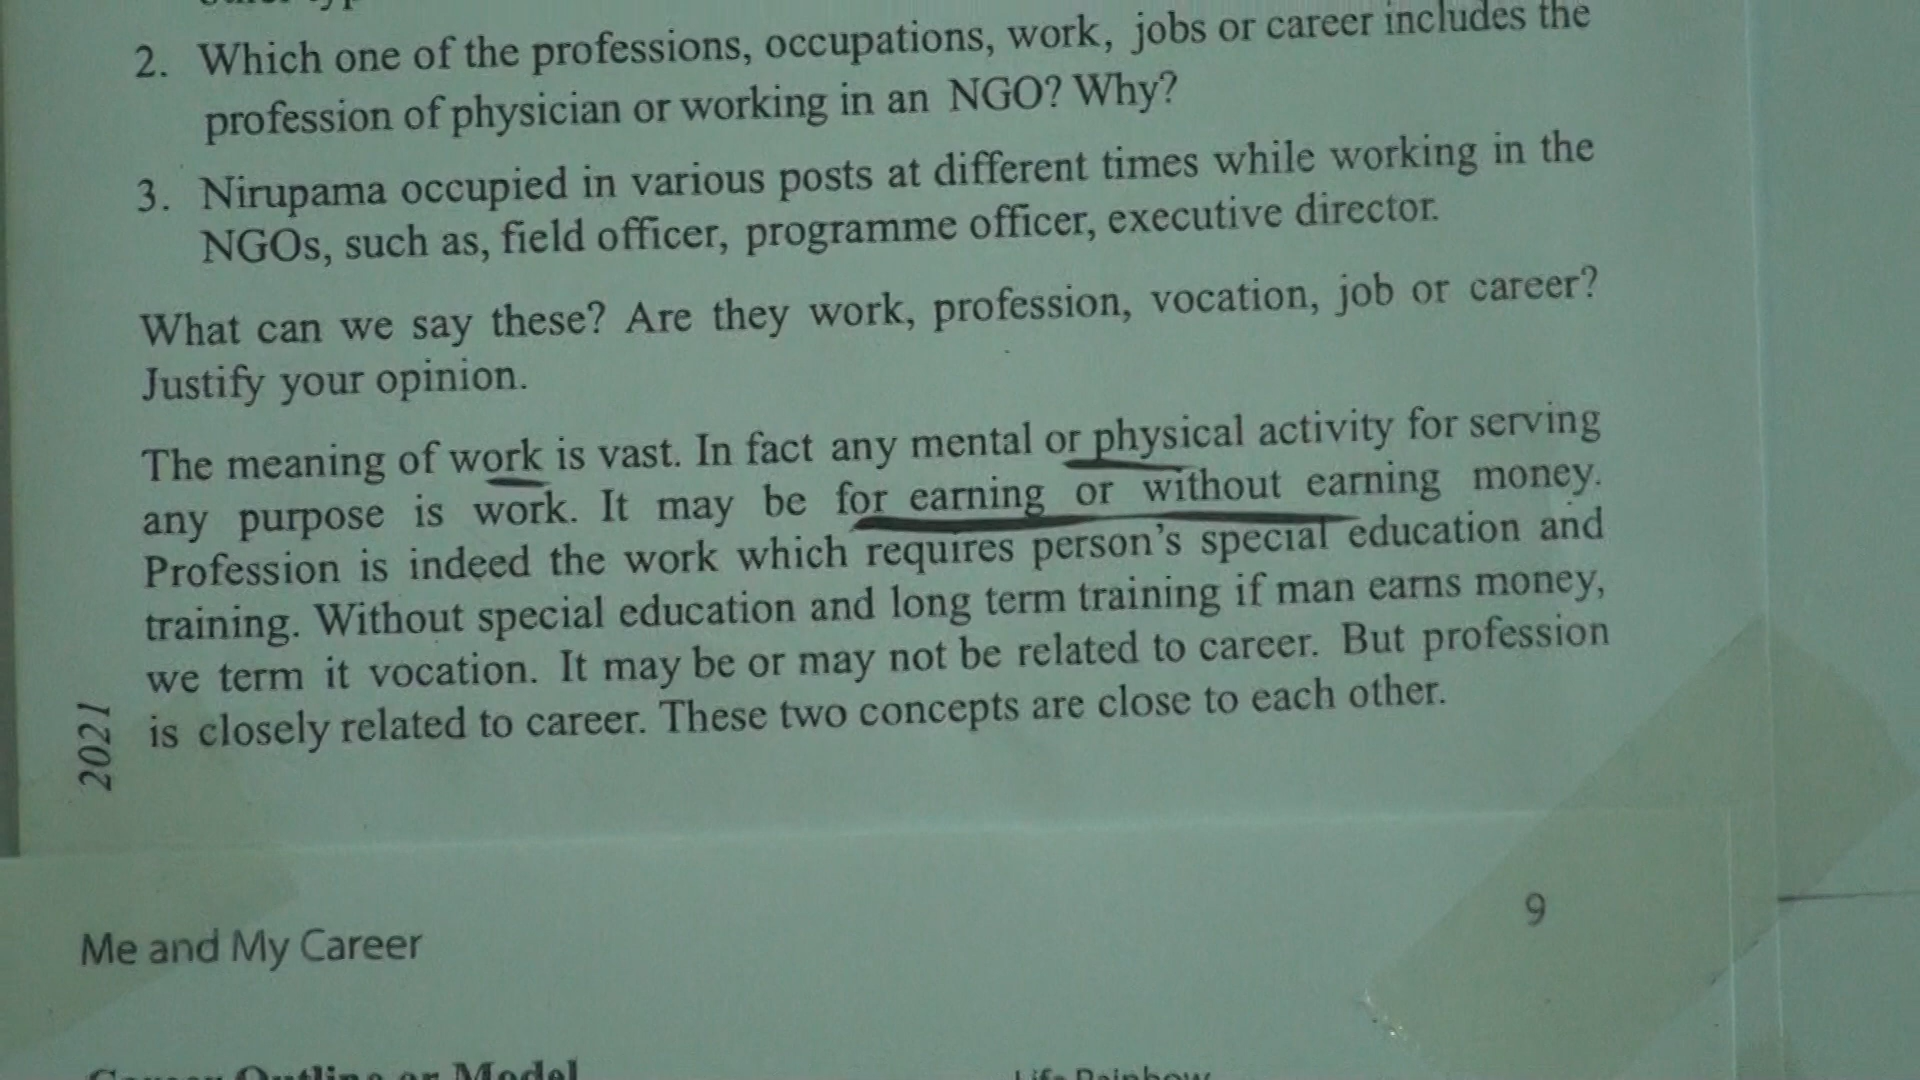 2. Which one of the professions, occupations, work, jobs or career includes the
profession of physician or working in an NGO? Why?
3. Nirupama occupied in various posts at different times while working in the
NGOs, such as, field officer, programme officer, executive director.
What can we say these? Are they work, profession, vocation, job or career?
Justify your opinion.
The meaning of work is vast. In fact any mental or physical activity for serving
any purpose is work. It may be for earning or without earning money.
Profession is indeed the work which requires person's special education and
training. Without special education and long term training if man earns money,
we term it vocation. It may be or may not be related to career. But profession
is closely related to career. These two concepts are close to each other.
2021
9
Me and My Career
Career Outline or Model
Life Rainbow